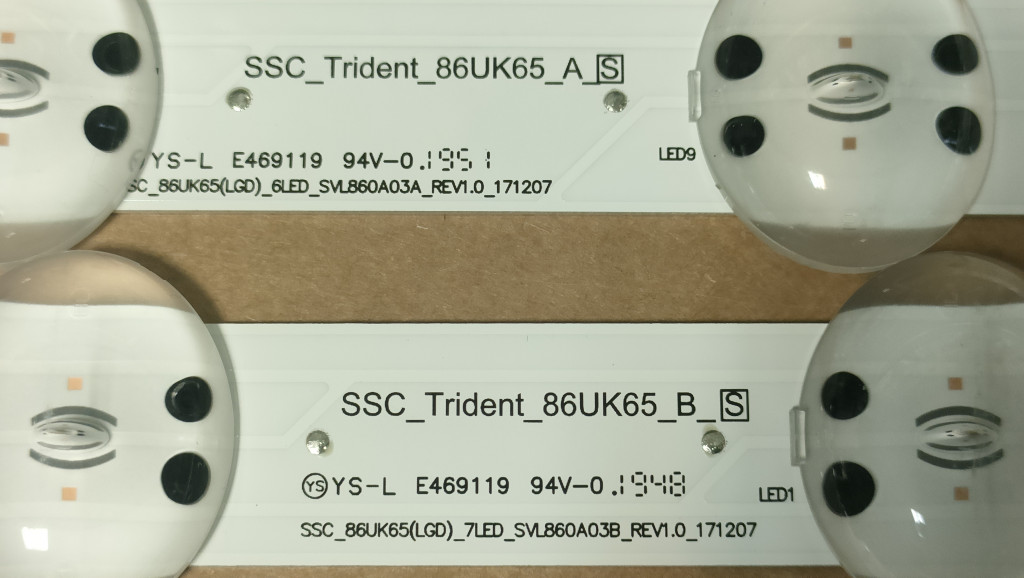 SSC_Trident_86UK65_A_S
YS-L E469119 94V-0 .1951
LED9
SC_86UK65(LGD)_6LED_SVL860A03A_REV1.0_171207
SSC_Trident_86UK65_B_S
YS YS-L E469119 94V-0 .1948
LED1
SSC_86UK65(LGD)_7LED_SVL860A03B_REV1.0_171207